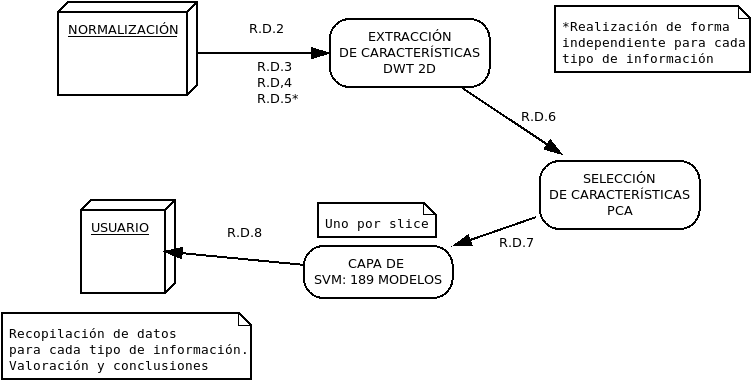 NORMALIZACIÓN
R.D.2
R.D.3
R.D,4
R.D.5*
EXTRACCIÓN
DE CARACTERÍSTICAS
DWT 2D
*Realización de forma
independiente para cada
tipo de información
R.D.6
SELECCIÓN
DE CARACTERÍSTICAS
PCA
R.D.7
Uno por slice
CAPA DE
SVM: 189 MODELOS
R.D.8
USUARIO
Recopilación de datos
para cada tipo de información.
Valoración y conclusiones